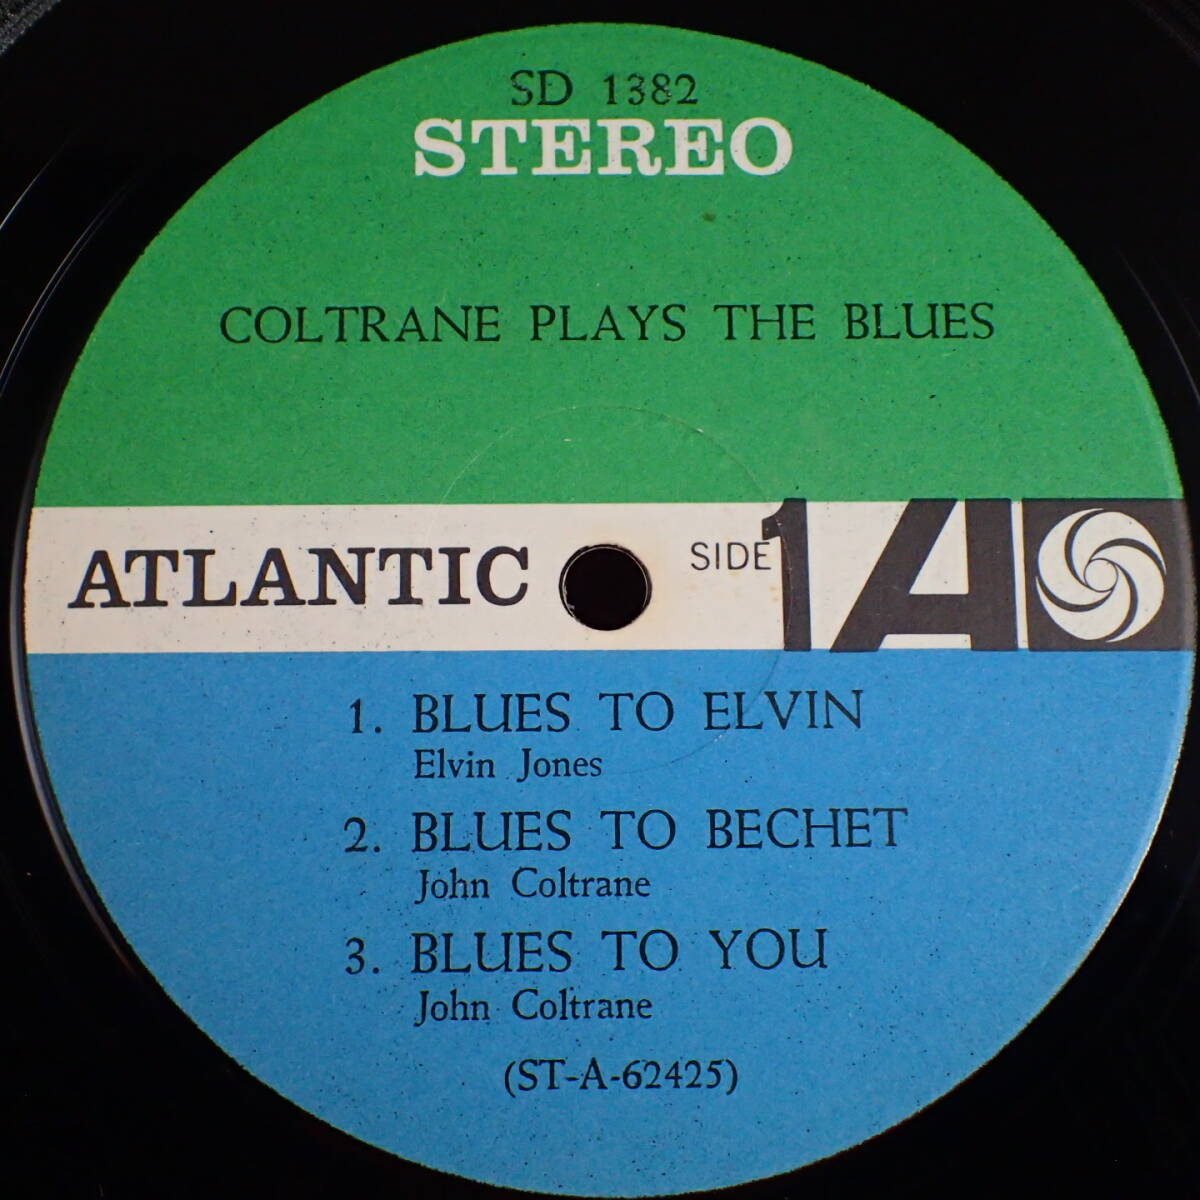 SD 1382
STEREO
COLTRANE PLAYS THE BLUES
ATLANTIC SIDE 1 A
1. BLUES TO ELVIN
Elvin Jones
2. BLUES TO BECHET
John Coltrane
3. BLUES TO YOU
John Coltrane
(ST-A-62425)